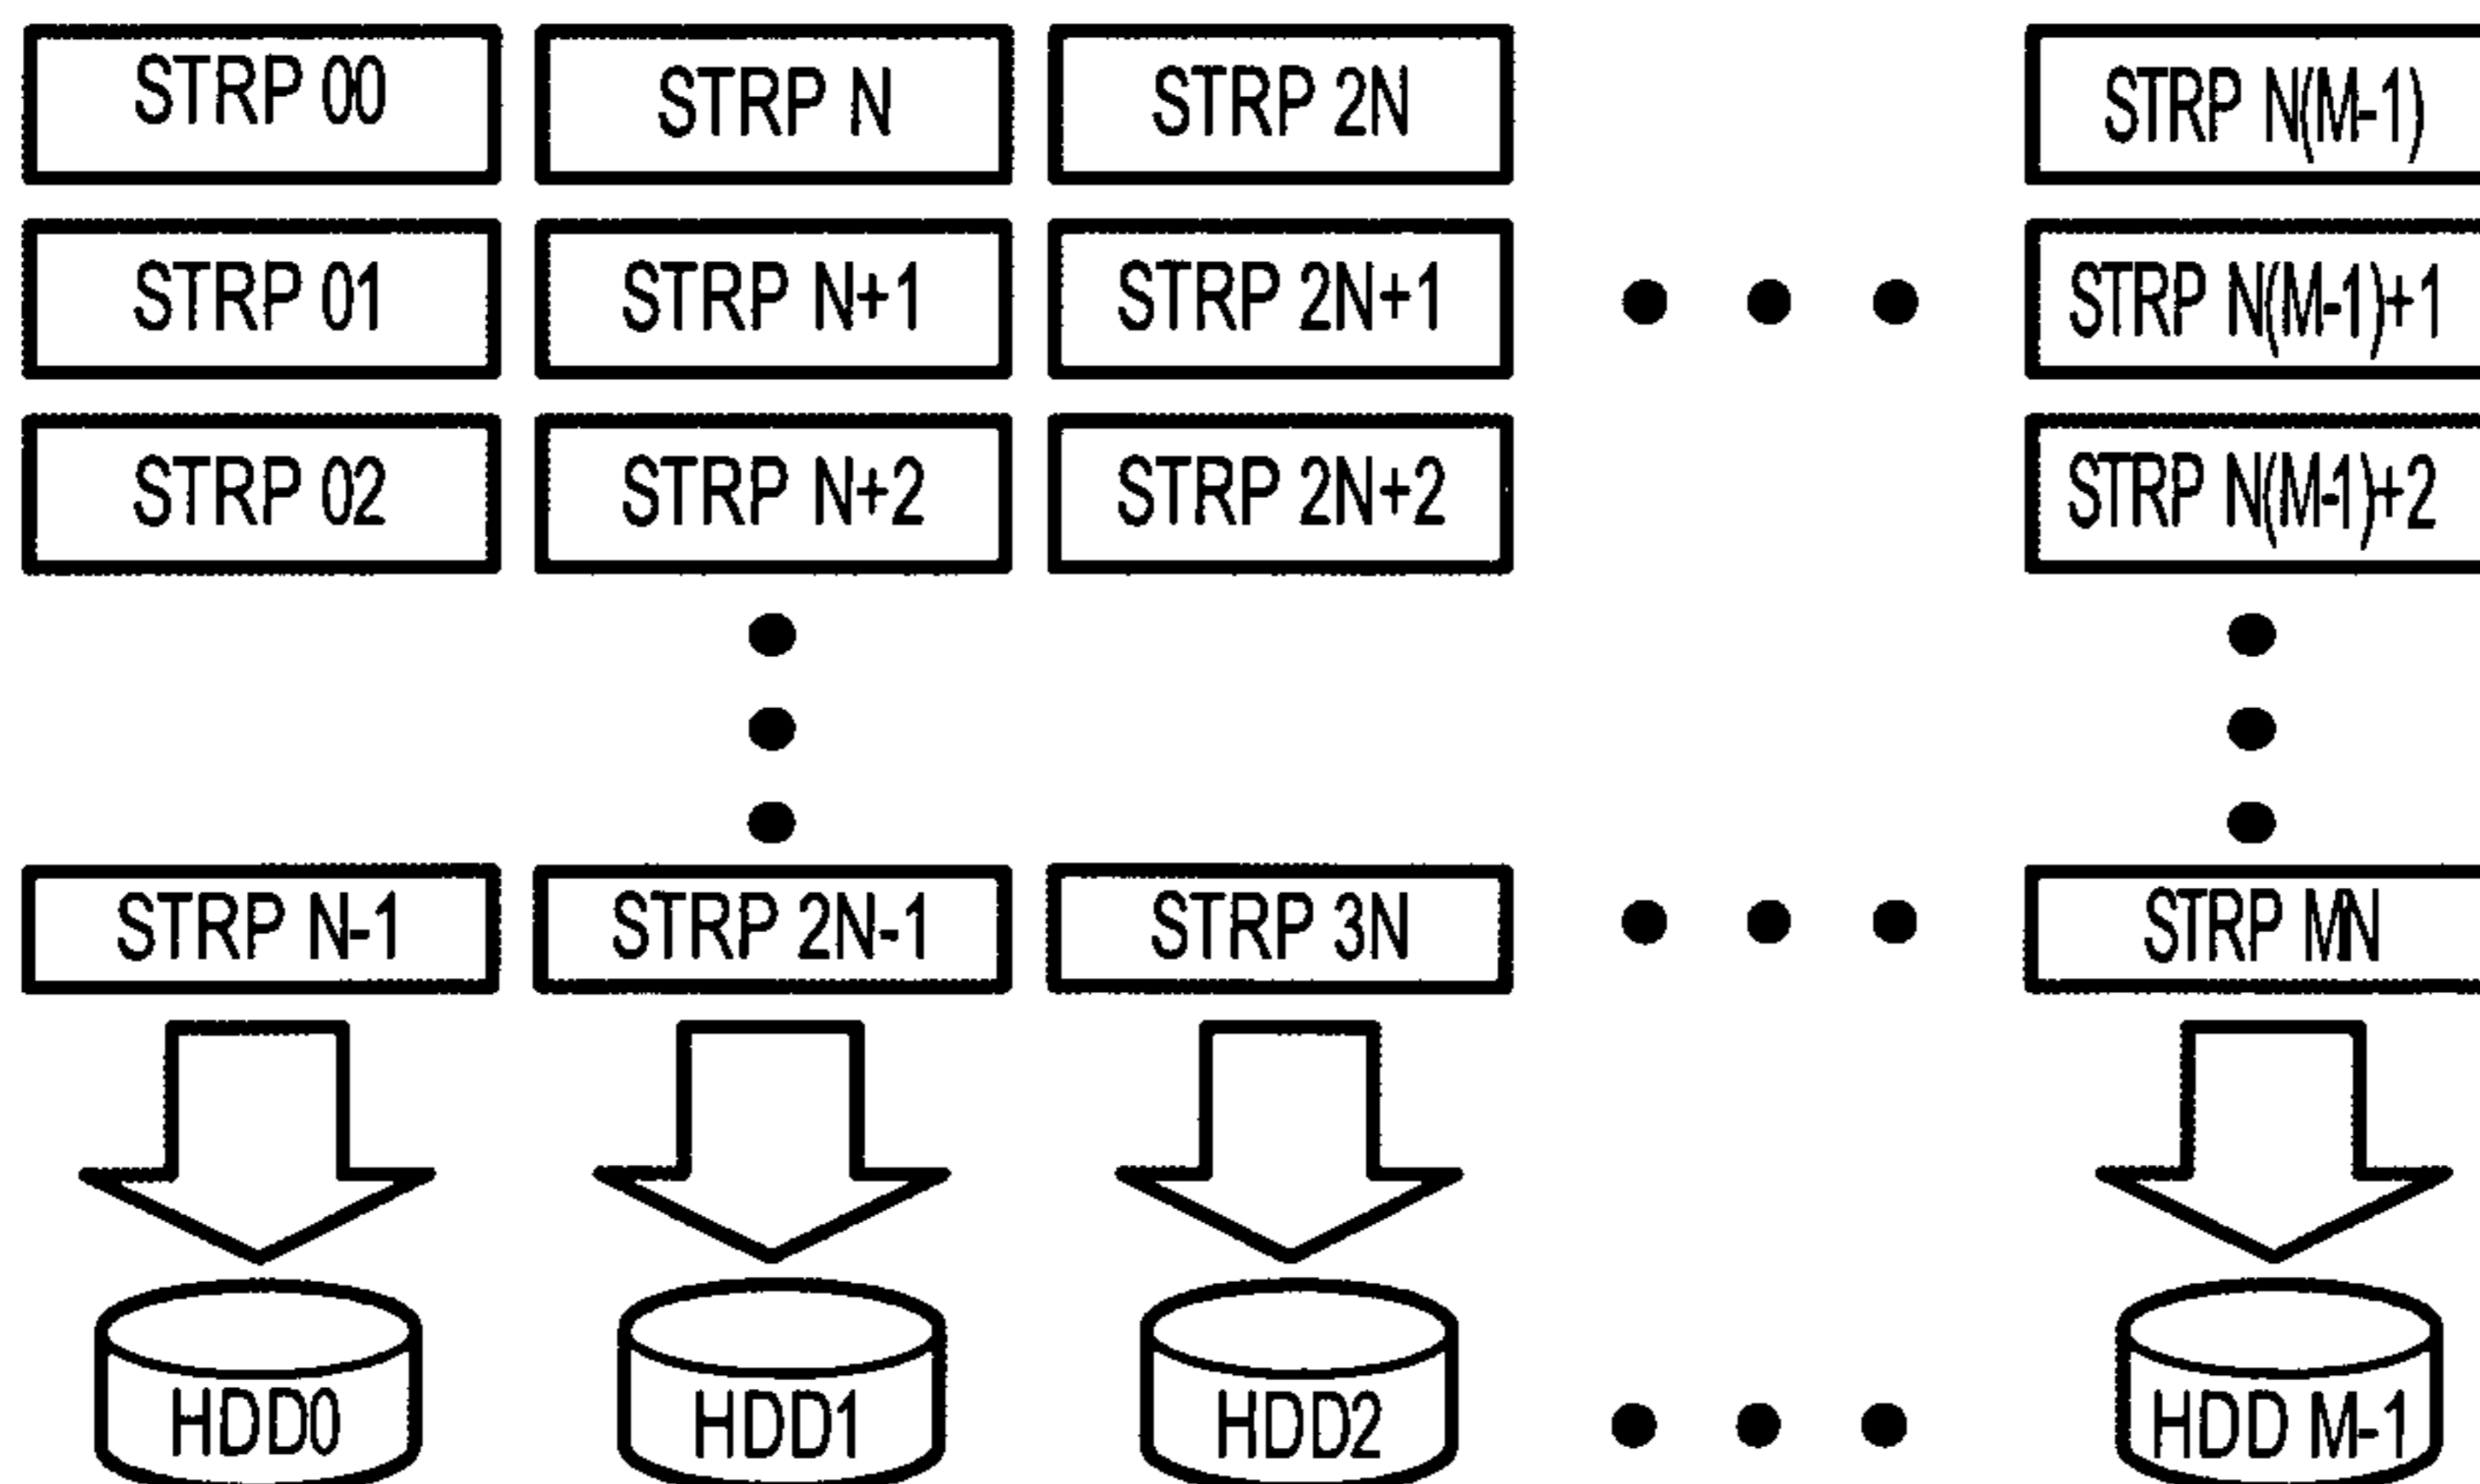 STRP 00 STRP N STRP 2N STRP N(M-1)
STRP 01 STRP N+1 STRP 2N+1 STRP N(M-1)+1
STRP 02 STRP N+2 STRP 2N+2 STRP N(M-1)+2
STRP N-1 STRP 2N-1 STRP 3N STRP MN
HDD0 HDD1 HDD2 HDD M-1